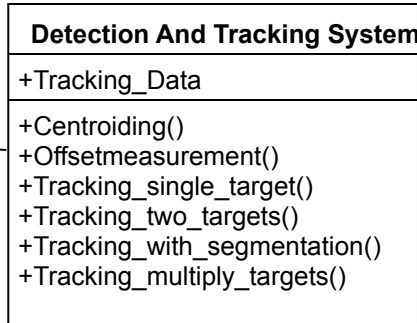 Detection And Tracking System
+Tracking_Data
+Centroiding()
+Offsetmeasurement()
+Tracking_single_target()
+Tracking_two_targets()
+Tracking_with_segmentation()
+Tracking_multiply_targets()